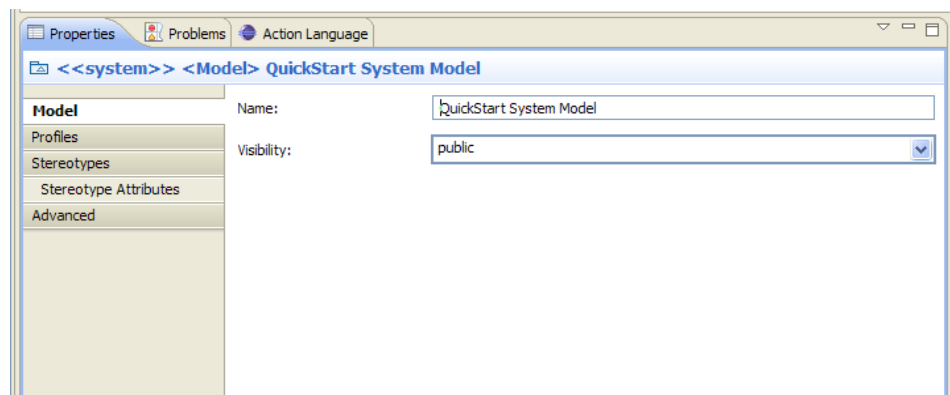 Properties Problems Action Language
<<system>> <Model> QuickStart System Model
Model
Name: QuickStart System Model
Profiles
Visibility: public
Stereotypes
Stereotype Attributes
Advanced